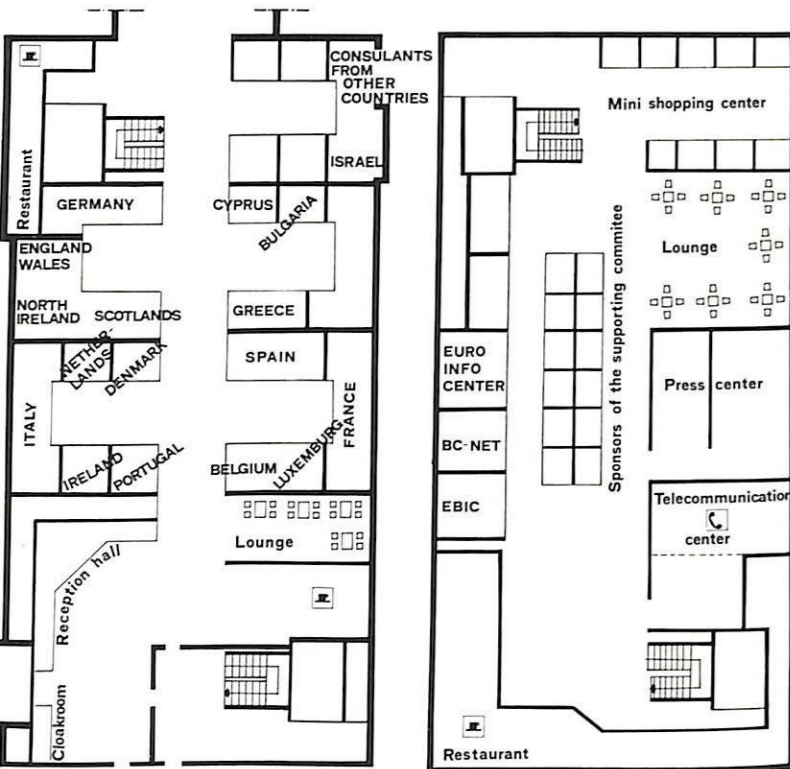 CONSULANTS
FROM
OTHER
COUNTRIES
ISRAEL
Restaurant
GERMANY
CYPRUS
BULGARIA
ENGLAND
WALES
NORTH
IRELAND
SCOTLANDS
GREECE
NETHER-
LANDS
DENMARK
SPAIN
ITALY
FRANCE
IRELAND
PORTUGAL
BELGIUM
LUXEMBURG
Lounge
Reception hall
Cloakroom
Mini shopping center
Lounge
Sponsors of the supporting commitee
EURO
INFO
CENTER
Press center
BC-NET
EBIC
Telecommunication
center
Restaurant